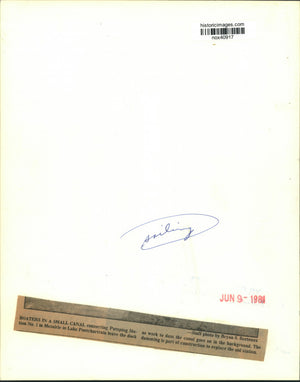 historicimages.com
nox40917
sailing
JUN 9- 1981
—Staff photo by Bryan S. Berteaux
BOATERS IN A SMALL CANAL connecting Pumping Sta-
tion No. 1 in Metairie to Lake Pontchartrain leave the dock
as work to dam the canal goes on in the background. The
damming is part of construction to replace the old station.